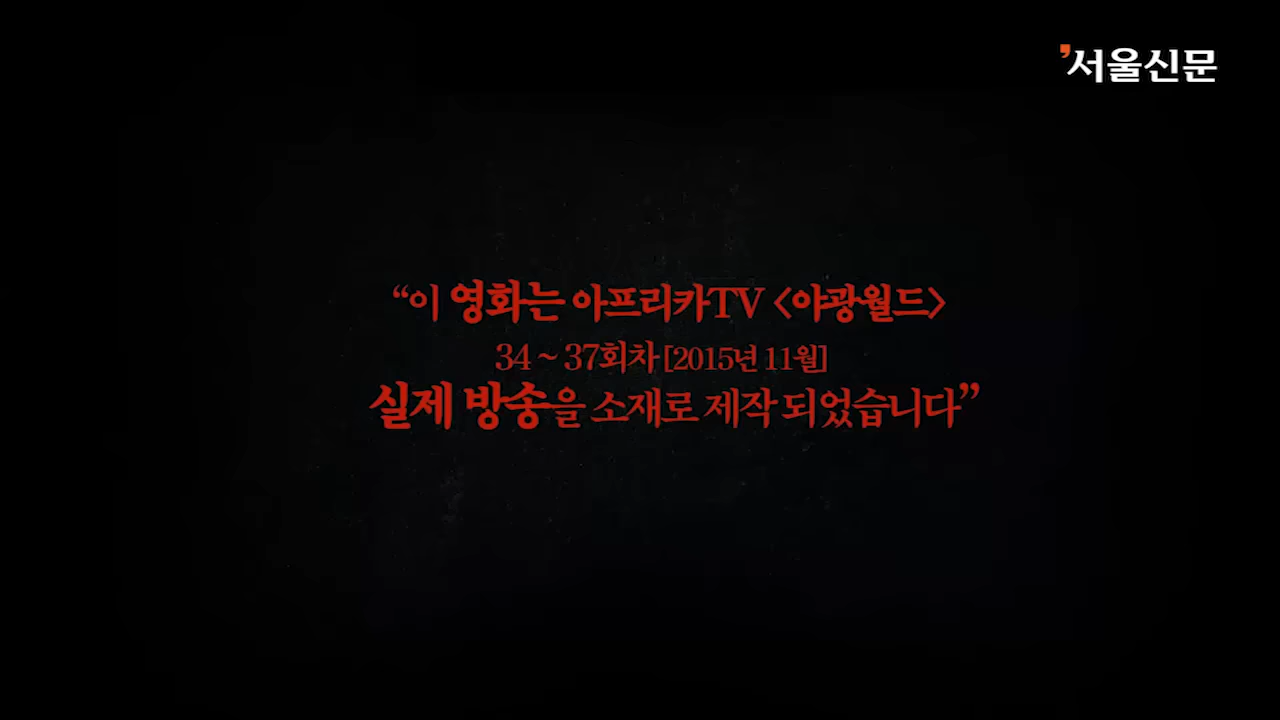 서울신문
“이 영화는 아프리카TV <야광월드>
34 ~ 37회차 [2015년 11월]
실제 방송을 소재로 제작 되었습니다”